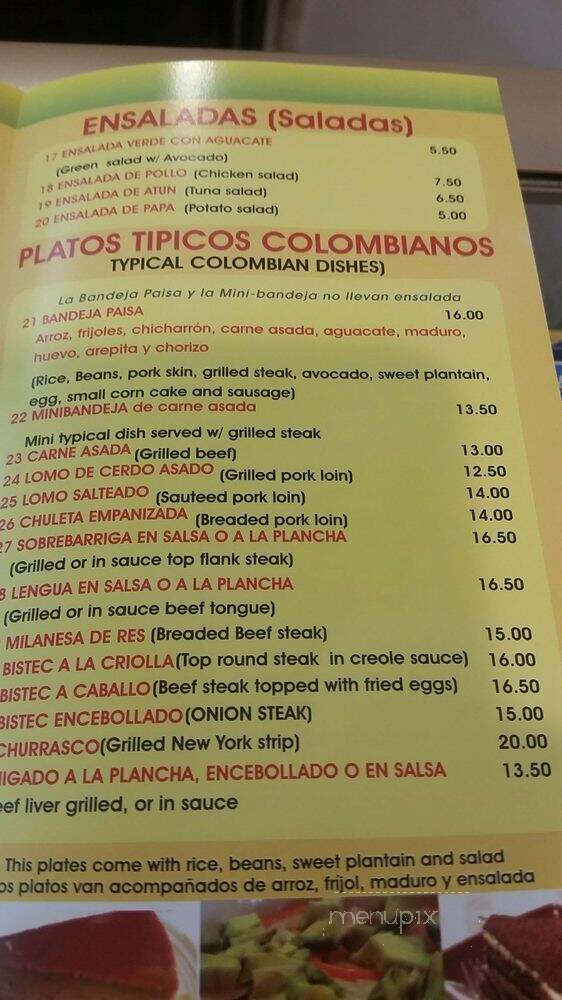 ENSALADAS (Saladas)
17 ENSALADA VERDE CON AGUACATE 5.50
(Green salad w/ Avocado)
18 ENSALADA DE POLLO (Chicken salad) 7.50
19 ENSALADA DE ATUN (Tuna salad) 6.50
20 ENSALADA DE PAPA (Potato salad) 5.00
PLATOS TIPICOS COLOMBIANOS
TYPICAL COLOMBIAN DISHES)
La Bandeja Paisa y la Mini-bandeja no llevan ensalada
21 BANDEJA PAISA 16.00
Arroz, frijoles, chicharrón, carne asada, aguacate, maduro,
huevo, arepita y chorizo
(Rice, Beans, pork skin, grilled steak, avocado, sweet plantain,
egg, small corn cake and sausage)
22 MINIBANDEJA de carne asada 13.50
Mini typical dish served w/ grilled steak
23 CARNE ASADA (Grilled beef) 13.00
24 LOMO DE CERDO ASADO (Grilled pork loin) 12.50
25 LOMO SALTEADO (Sauteed pork loin) 14.00
26 CHULETA EMPANIZADA (Breaded pork loin) 14.00
27 SOBREBARRIGA EN SALSA O A LA PLANCHA 16.50
(Grilled or in sauce top flank steak)
8 LENGUA EN SALSA O A LA PLANCHA 16.50
(Grilled or in sauce beef tongue)
MILANESA DE RES (Breaded Beef steak) 15.00
BISTEC A LA CRIOLLA (Top round steak in creole sauce) 16.00
BISTEC A CABALLO (Beef steak topped with fried eggs) 16.50
BISTEC ENCEBOLLADO (ONION STEAK) 15.00
CHURRASCO (Grilled New York strip) 20.00
IGADO A LA PLANCHA, ENCEBOLLADO O EN SALSA 13.50
eef liver grilled, or in sauce
This plates come with rice, beans, sweet plantain and salad
os platos van acompañados de arroz, frijol, maduro y ensalada
menupix